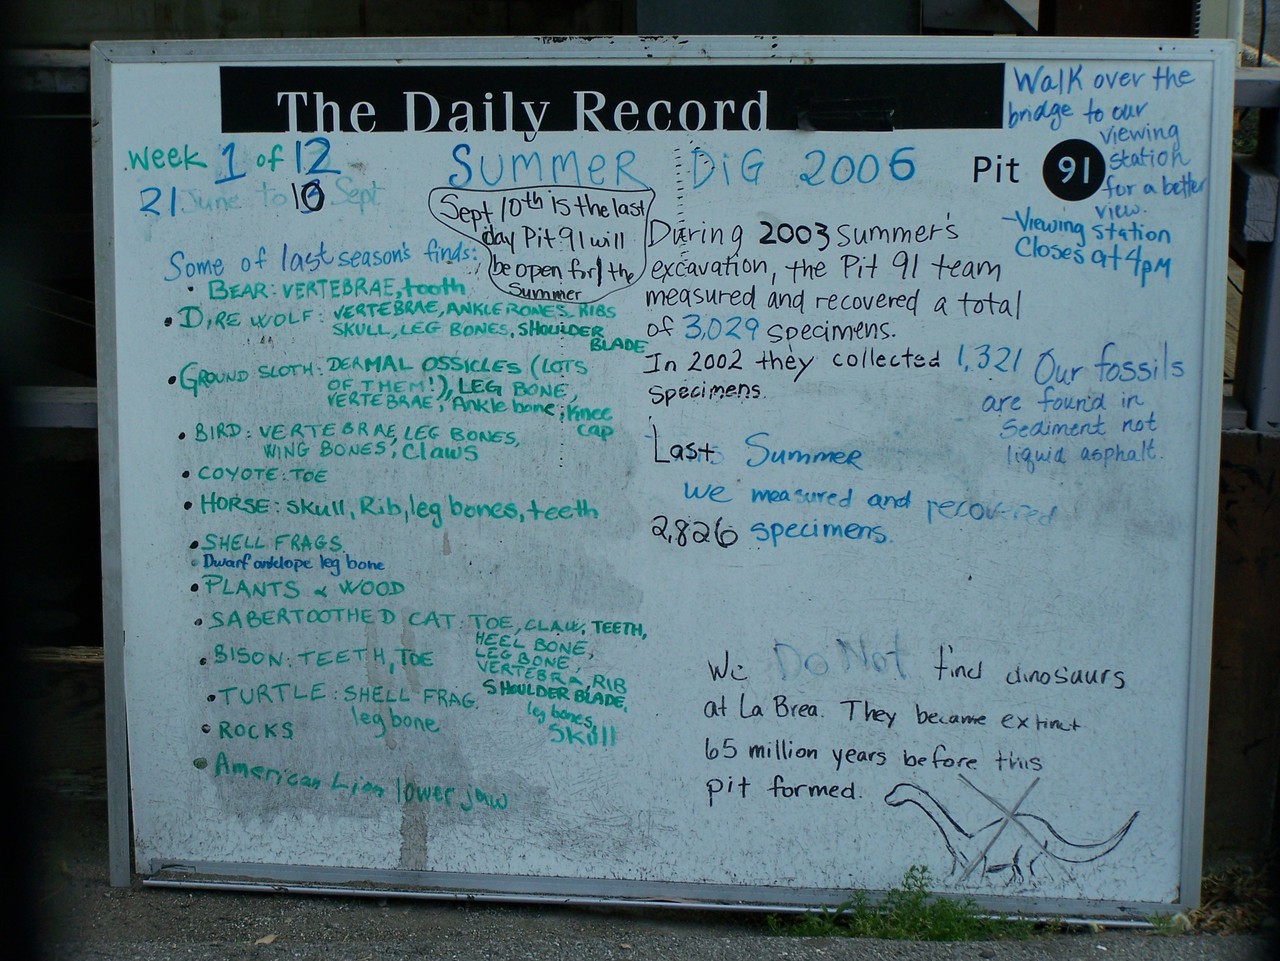 The Daily Record
Week 1 of 12
21 June to 10 Sept
SUMMER DiG 2006
Pit 91
Walk over the
bridge to our
viewing
station
for a better
view.
-Viewing station
Closes at 4pm
Sept 10th is the last
day Pit 91 will
be open for the
Summer
Some of last season's finds:
• BEAR: VERTEBRAE, tooth
• DIRE WOLF: VERTEBRAE, ANKLEBONES, RIBS
SKULL, LEG BONES, SHOULDER
BLADE
• GROUND SLOTH: DERMAL OSSICLES (LOTS
OF THEM!), LEG BONE,
VERTEBRAE, Ankle bone, Knee
cap
• BIRD: VERTEBRAE, LEG BONES,
WING BONES, Claws
• COYOTE: TOE
• HORSE: skull, Rib, leg bones, teeth
• SHELL FRAGS.
• Dwarf antelope leg bone
• PLANTS & WOOD
• SABERTOOTHED CAT: TOE, CLAW, TEETH,
HEEL BONE,
LEG BONE,
VERTEBRA, RIB
SHOULDER BLADE,
leg bones,
Skull
• BISON: TEETH, TOE
• TURTLE: SHELL FRAG.
leg bone
• ROCKS
• American Lion lower jaw
During 2003 summer's
excavation, the Pit 91 team
measured and recovered a total
of 3,029 specimens.
In 2002 they collected 1,321
specimens.
Our fossils
are found in
sediment not
liquid asphalt.
Last Summer
we measured and recovered
2,826 specimens.
We Do Not find dinosaurs
at La Brea. They became extinct
65 million years before this
pit formed.